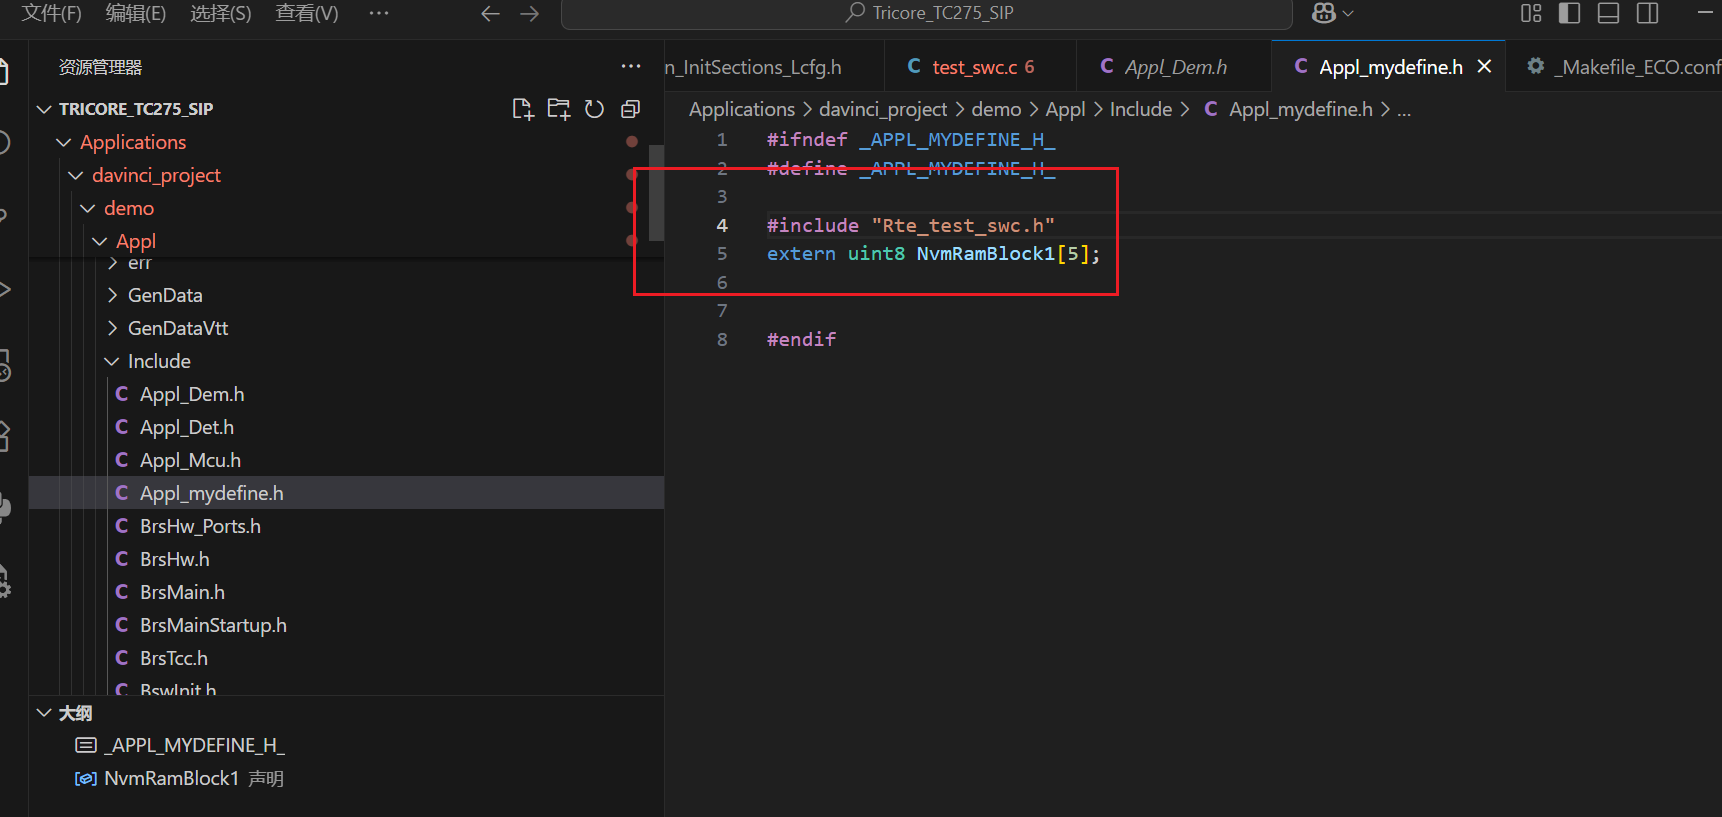 文件(F) 编辑(E) 选择(S) 查看(V) ··· Tricore_TC275_SIP
资源管理器 ···
TRICORE_TC275_SIP
Applications
davinci_project
demo
Appl
err
GenData
GenDataVtt
Include
Appl_Dem.h
Appl_Det.h
Appl_Mcu.h
Appl_mydefine.h
BrsHw_Ports.h
BrsHw.h
BrsMain.h
BrsMainStartup.h
BrsTcc.h
BswInit.h
大纲
_APPL_MYDEFINE_H_
NvmRamBlock1 声明
n_InitSections_Lcfg.h C test_swc.c 6 C Appl_Dem.h C Appl_mydefine.h _Makefile_ECO.conf
Applications > davinci_project > demo > Appl > Include > C Appl_mydefine.h > ...
1 #ifndef _APPL_MYDEFINE_H_
2 #define _APPL_MYDEFINE_H_
3
4 #include "Rte_test_swc.h"
5 extern uint8 NvmRamBlock1[5];
6
7
8 #endif